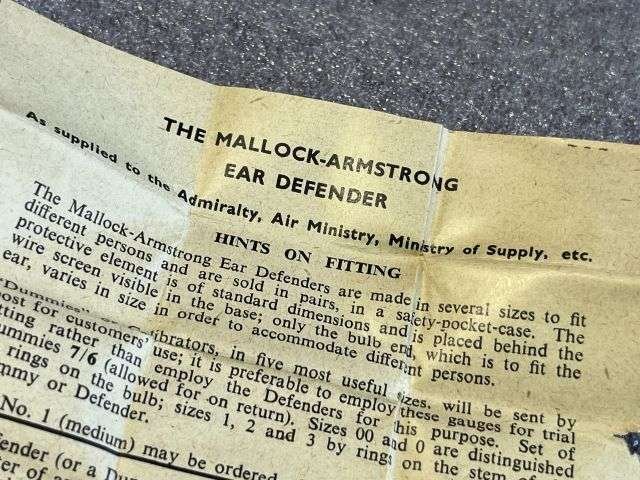 THE MALLOCK-ARMSTRONG
EAR DEFENDER
As supplied to the Admiralty, Air Ministry, Ministry of Supply, etc.
HINTS ON FITTING
The Mallock-Armstrong Ear Defenders are made in several sizes to fit
different persons and are sold in pairs, in a safety-pocket-case. The
protective element is of standard dimensions and is placed behind the
wire screen visible in the base; only the bulb end, which is to fit the
ear, varies in size in order to accommodate different persons.
"Dummies" in five most useful sizes, will be sent by
post for customers' use; it is preferable to employ these gauges for trial
fitting rather than employ the Defenders for this purpose. Set of
dummies 7/6 (allowed for on return). Sizes 00 and 0 are distinguished
rings on the bulb; sizes 1, 2 and 3 by rings on the stem of
Defender.
No. 1 (medium) may be ordered
(or a